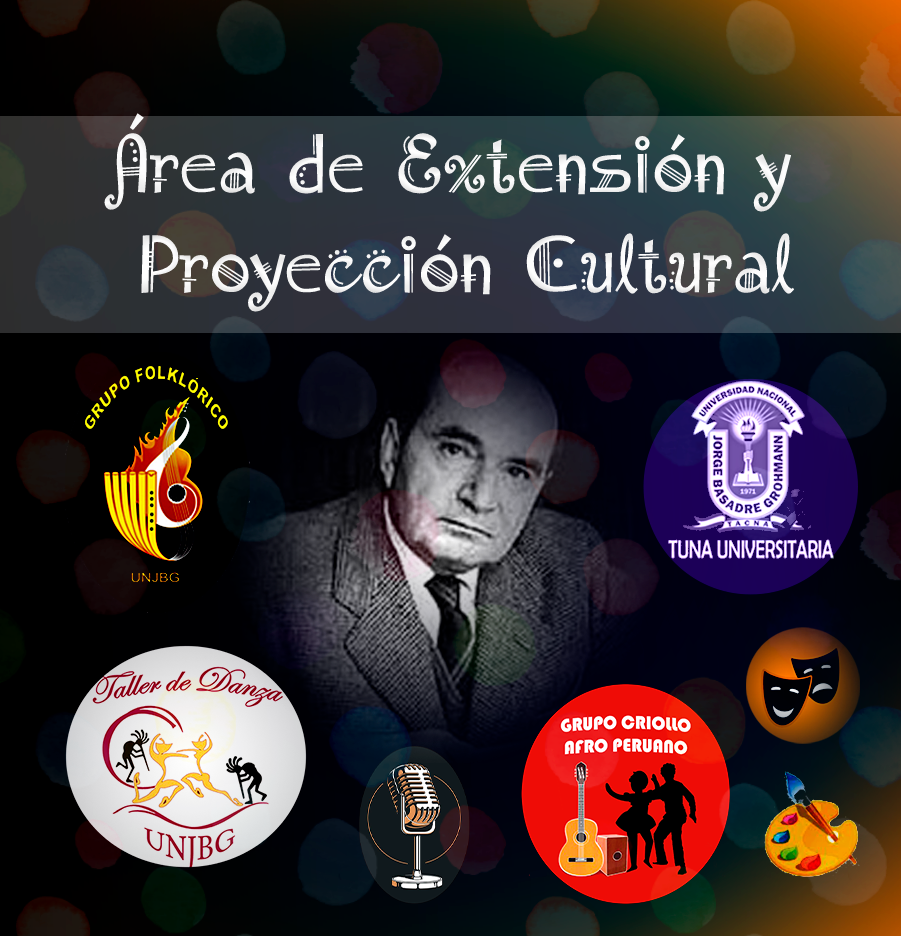 Área de Extensión y
Proyección Cultural
GRUPO FOLKLÓRICO
UNJBG
UNIVERSIDAD NACIONAL
JORGE BASADRE GROHMANN
1971
TACNA
TUNA UNIVERSITARIA
Taller de Danza
UNJBG
GRUPO CRIOLLO
AFRO PERUANO